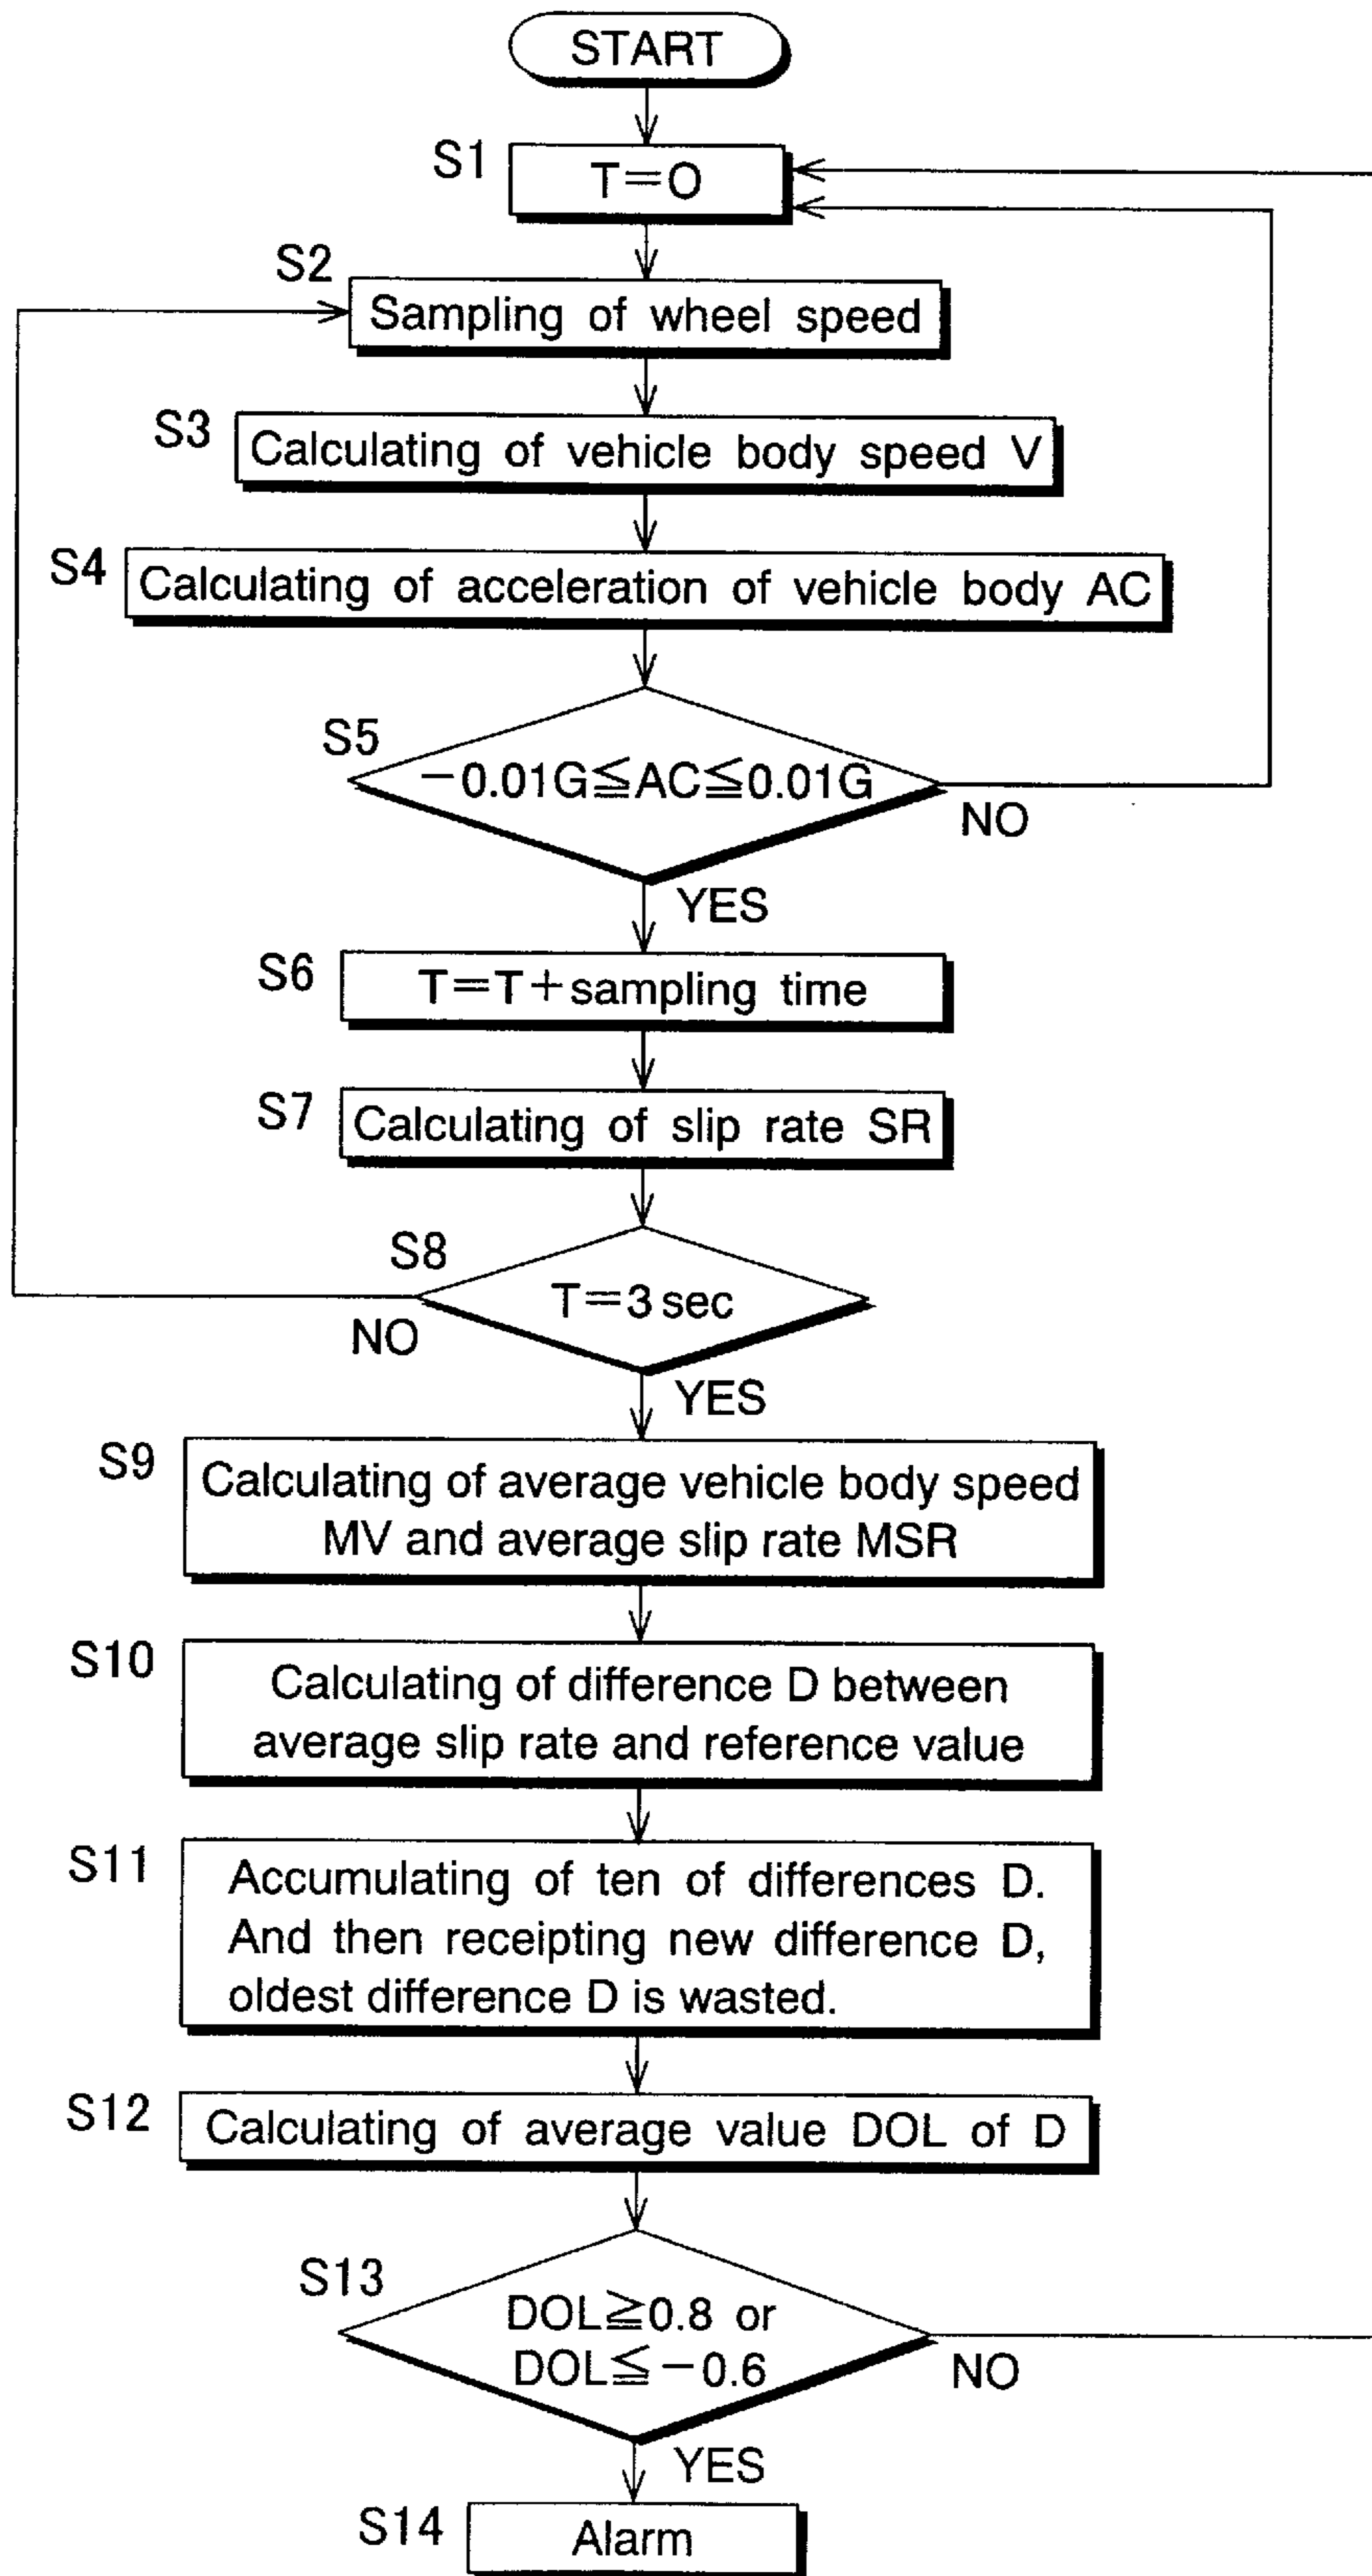 START
S1
T=0
S2
Sampling of wheel speed
S3
Calculating of vehicle body speed V
S4
Calculating of acceleration of vehicle body AC
S5
-0.01G≦AC≦0.01G
NO
YES
S6
T=T+sampling time
S7
Calculating of slip rate SR
S8
T=3 sec
NO
YES
S9
Calculating of average vehicle body speed
MV and average slip rate MSR
S10
Calculating of difference D between
average slip rate and reference value
S11
Accumulating of ten of differences D.
And then receipting new difference D,
oldest difference D is wasted.
S12
Calculating of average value DOL of D
S13
DOL≧0.8 or
DOL≦-0.6
NO
YES
S14
Alarm